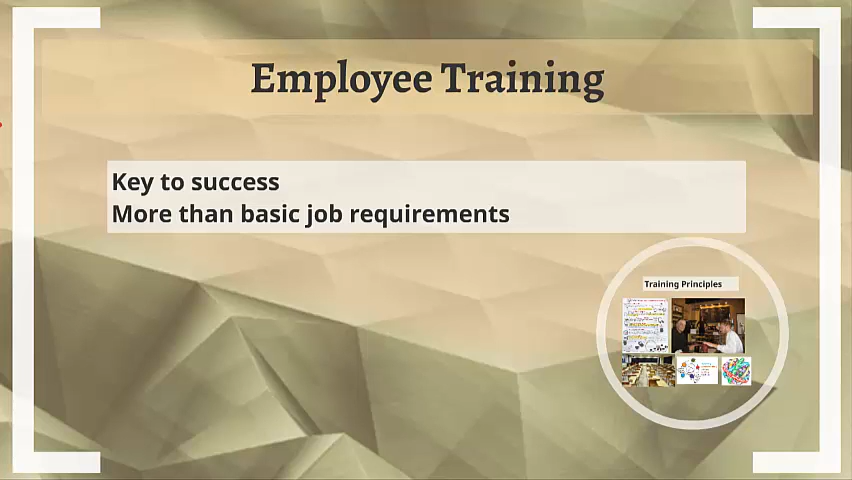 Employee Training
Key to success
More than basic job requirements
Training Principles